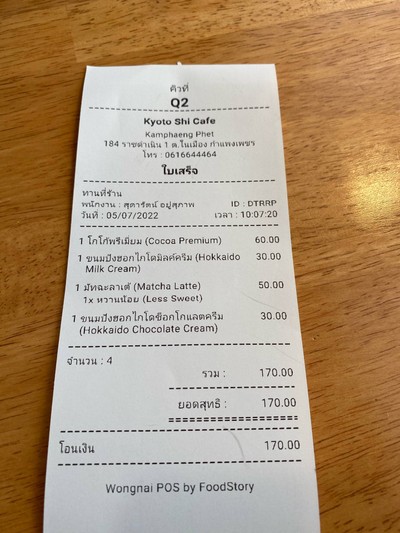 คิวที่
Q2
Kyoto Shi Cafe
Kamphaeng Phet
184 ราชดำเนิน 1 ต.ในเมือง กำแพงเพชร
โทร : 0616644464
ใบเสร็จ
ทานที่ร้าน
พนักงาน : สุดารัตน์ อยู่สุภาพ ID : DTRRP
วันที่ : 05/07/2022 เวลา : 10:07:20
1 โกโก้พรีเมี่ยม (Cocoa Premium) 60.00
1 ขนมปังฮอกไกโดมิลค์ครีม (Hokkaido 30.00
Milk Cream)
1 มัทฉะลาเต้ (Matcha Latte) 50.00
1x หวานน้อย (Less Sweet)
1 ขนมปังฮอกไกโดช็อกโกแลตครีม 30.00
(Hokkaido Chocolate Cream)
จำนวน : 4
รวม : 170.00
ยอดสุทธิ : 170.00
โอนเงิน 170.00
Wongnai POS by FoodStory